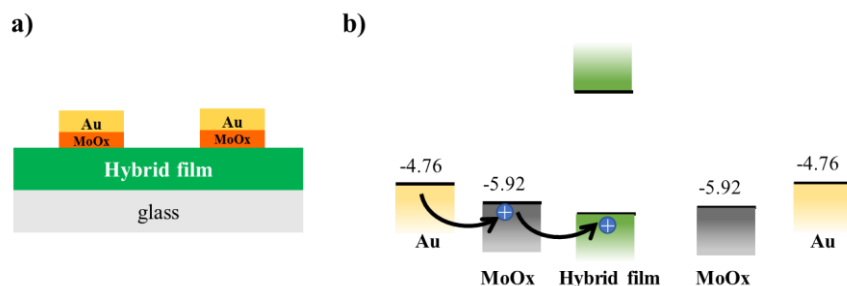 a)
Au
MoOx
Au
MoOx
Hybrid film
glass
b)
-4.76
-5.92
-5.92
-4.76
Au
MoOx
Hybrid film
MoOx
Au